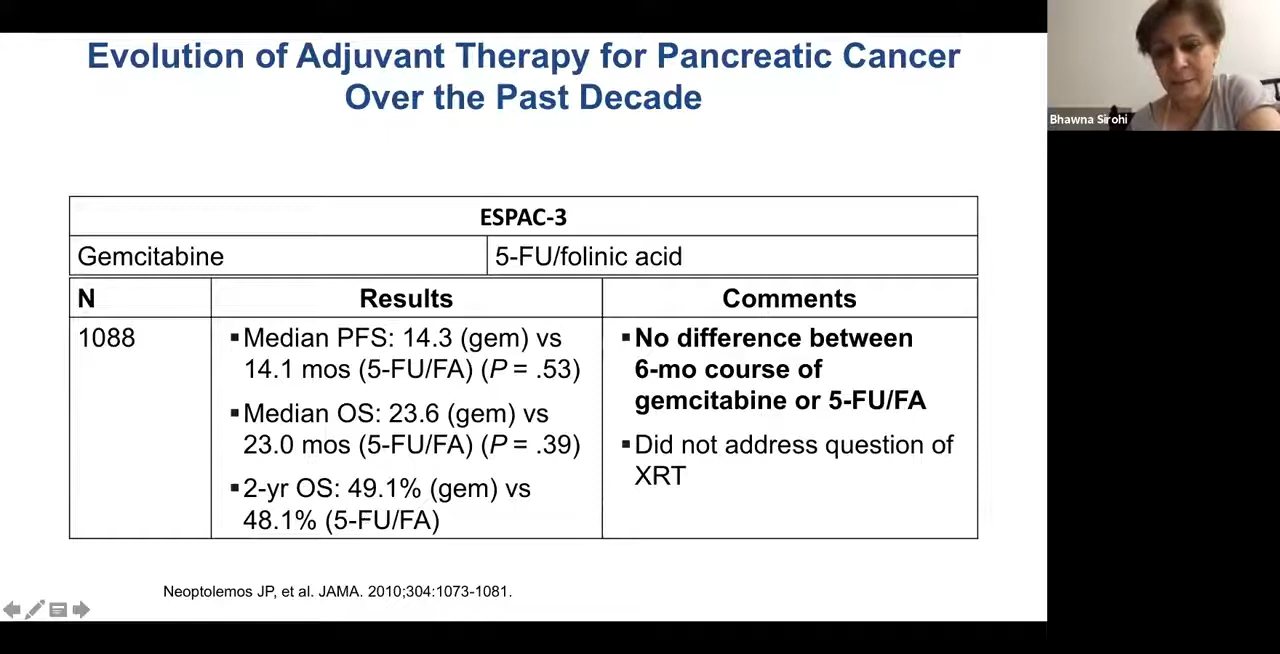 Evolution of Adjuvant Therapy for Pancreatic Cancer
Over the Past Decade
Bhawna Sirohi
ESPAC-3
Gemcitabine
5-FU/folinic acid
N
Results
Comments
1088
▪Median PFS: 14.3 (gem) vs
14.1 mos (5-FU/FA) (P = .53)
▪Median OS: 23.6 (gem) vs
23.0 mos (5-FU/FA) (P = .39)
▪2-yr OS: 49.1% (gem) vs
48.1% (5-FU/FA)
▪No difference between
6-mo course of
gemcitabine or 5-FU/FA
▪Did not address question of
XRT
Neoptolemos JP, et al. JAMA. 2010;304:1073-1081.